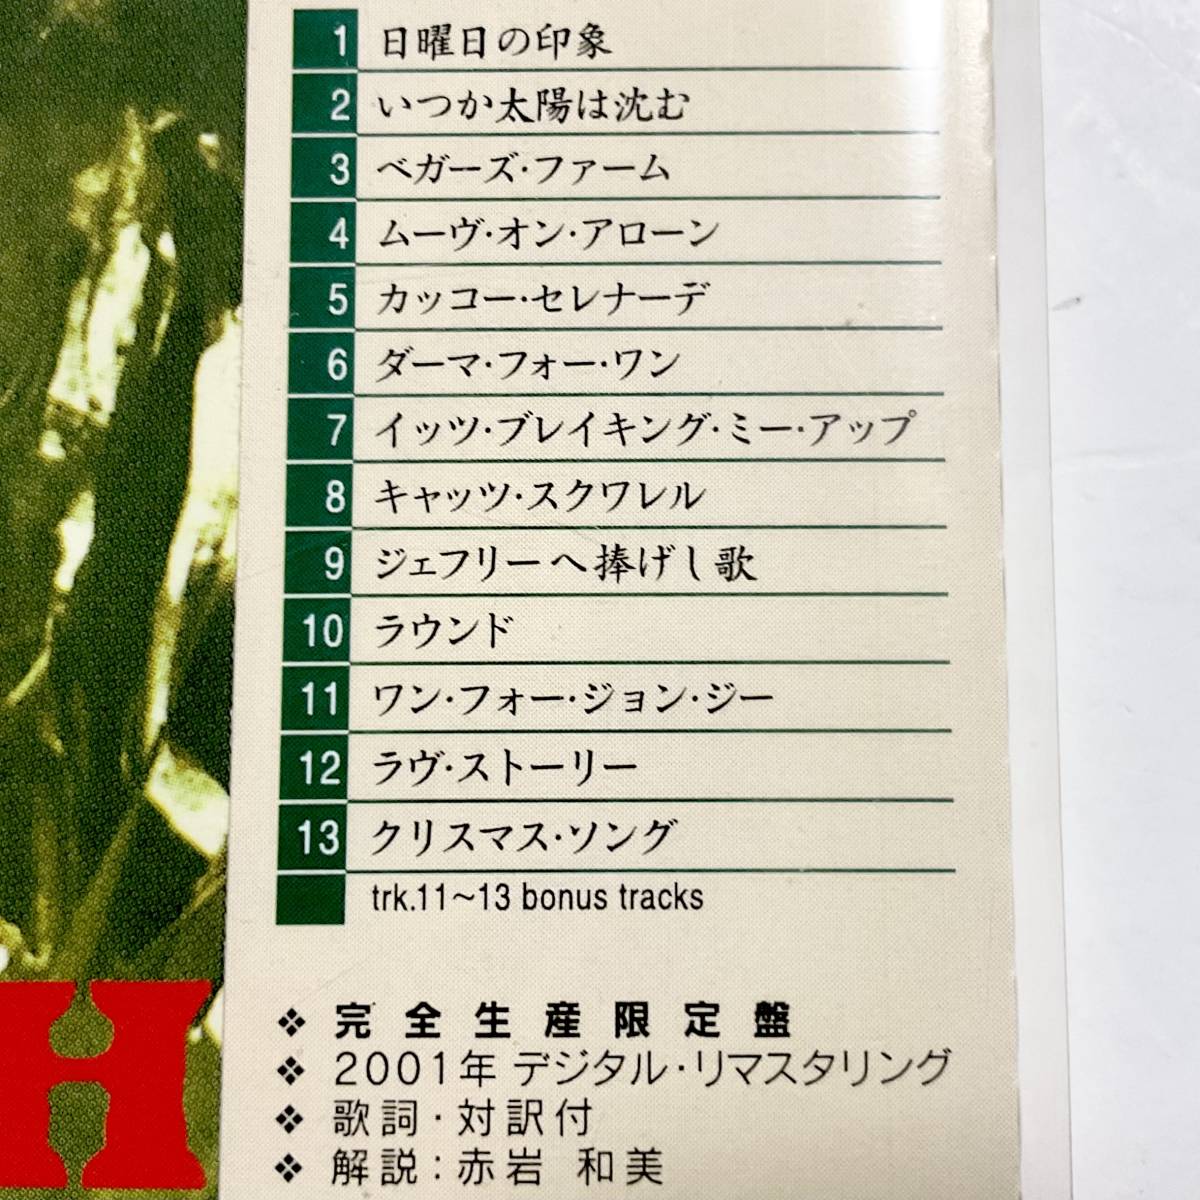 1 日曜日の印象
2 いつか太陽は沈む
3 ベガーズ・ファーム
4 ムーヴ・オン・アローン
5 カッコー・セレナーデ
6 ダーマ・フォー・ワン
7 イッツ・ブレイキング・ミー・アップ
8 キャッツ・スクワレル
9 ジェフリーへ捧げし歌
10 ラウンド
11 ワン・フォー・ジョン・ジー
12 ラヴ・ストーリー
13 クリスマス・ソング
trk.11~13 bonus tracks
H
❖ 完全生産限定盤
❖ 2001年 デジタル・リマスタリング
❖ 歌詞・対訳付
❖ 解説：赤岩 和美